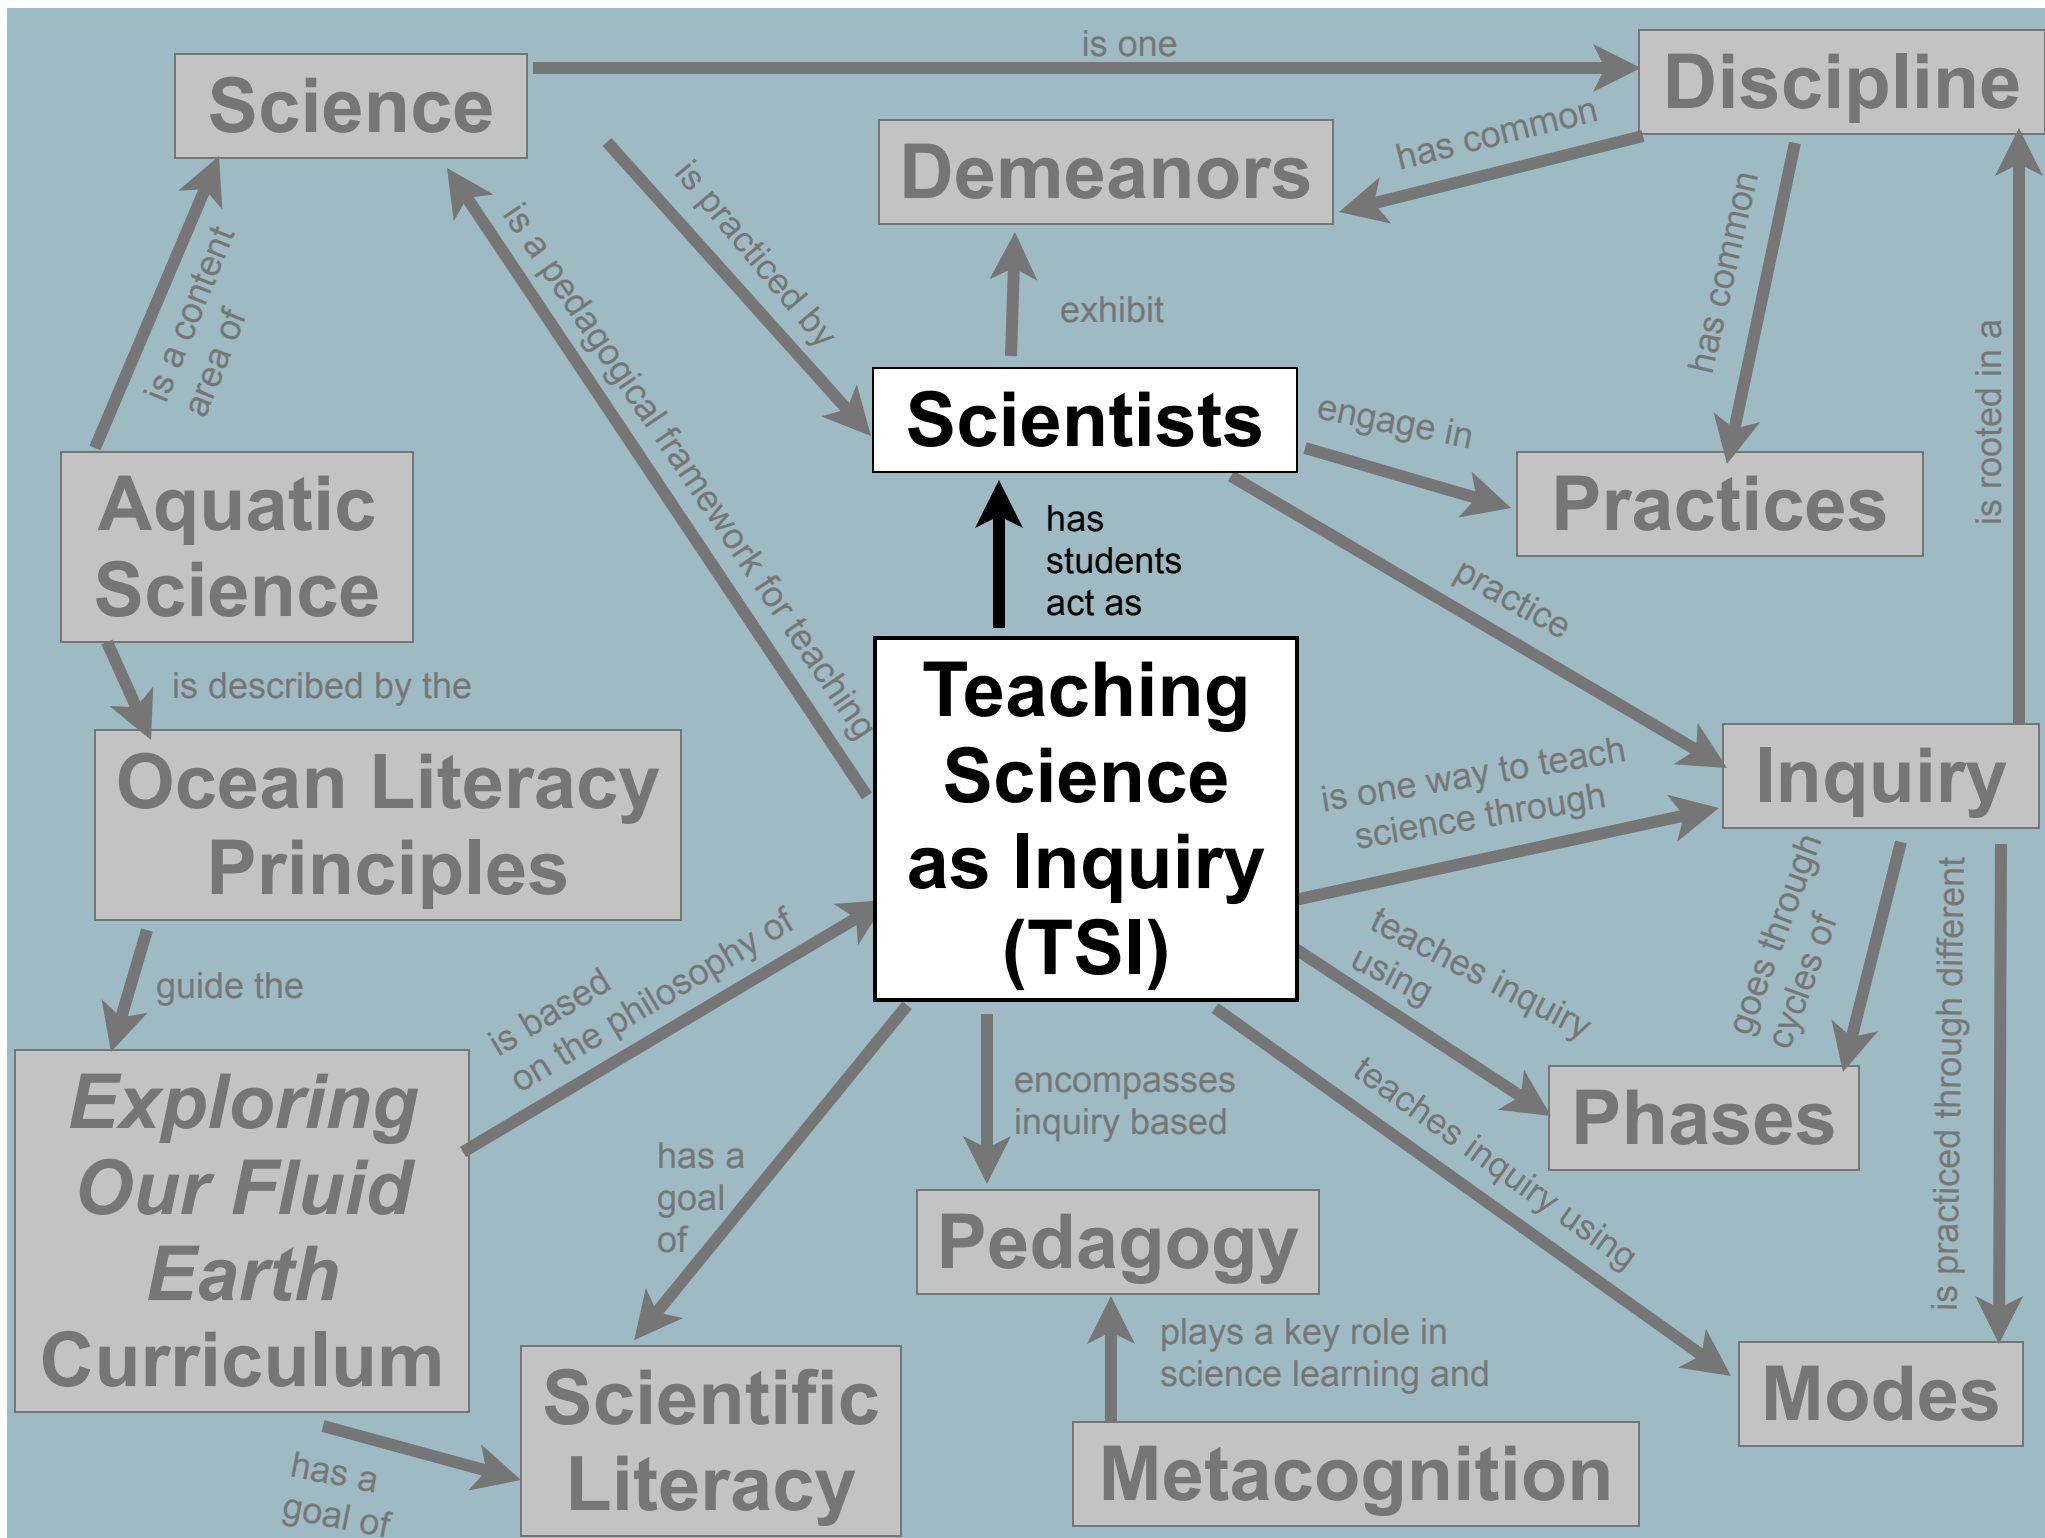 is one
Science
Discipline
has common
Demeanors
is practiced by
has common
is a content
area of
is a pedagogical framework for teaching
exhibit
is rooted in a
Scientists
engage in
Aquatic
Science
Practices
has
students
act as
practice
is described by the
Teaching
Science
as Inquiry
(TSI)
Ocean Literacy
Principles
is one way to teach
science through
Inquiry
guide the
is based
on the philosophy of
teaches inquiry
using
goes through
cycles of
is practiced through different
Exploring
Our Fluid
Earth
Curriculum
has a
goal
of
encompasses
inquiry based
teaches inquiry using
Phases
Pedagogy
plays a key role in
science learning and
Modes
Scientific
Literacy
Metacognition
has a
goal of